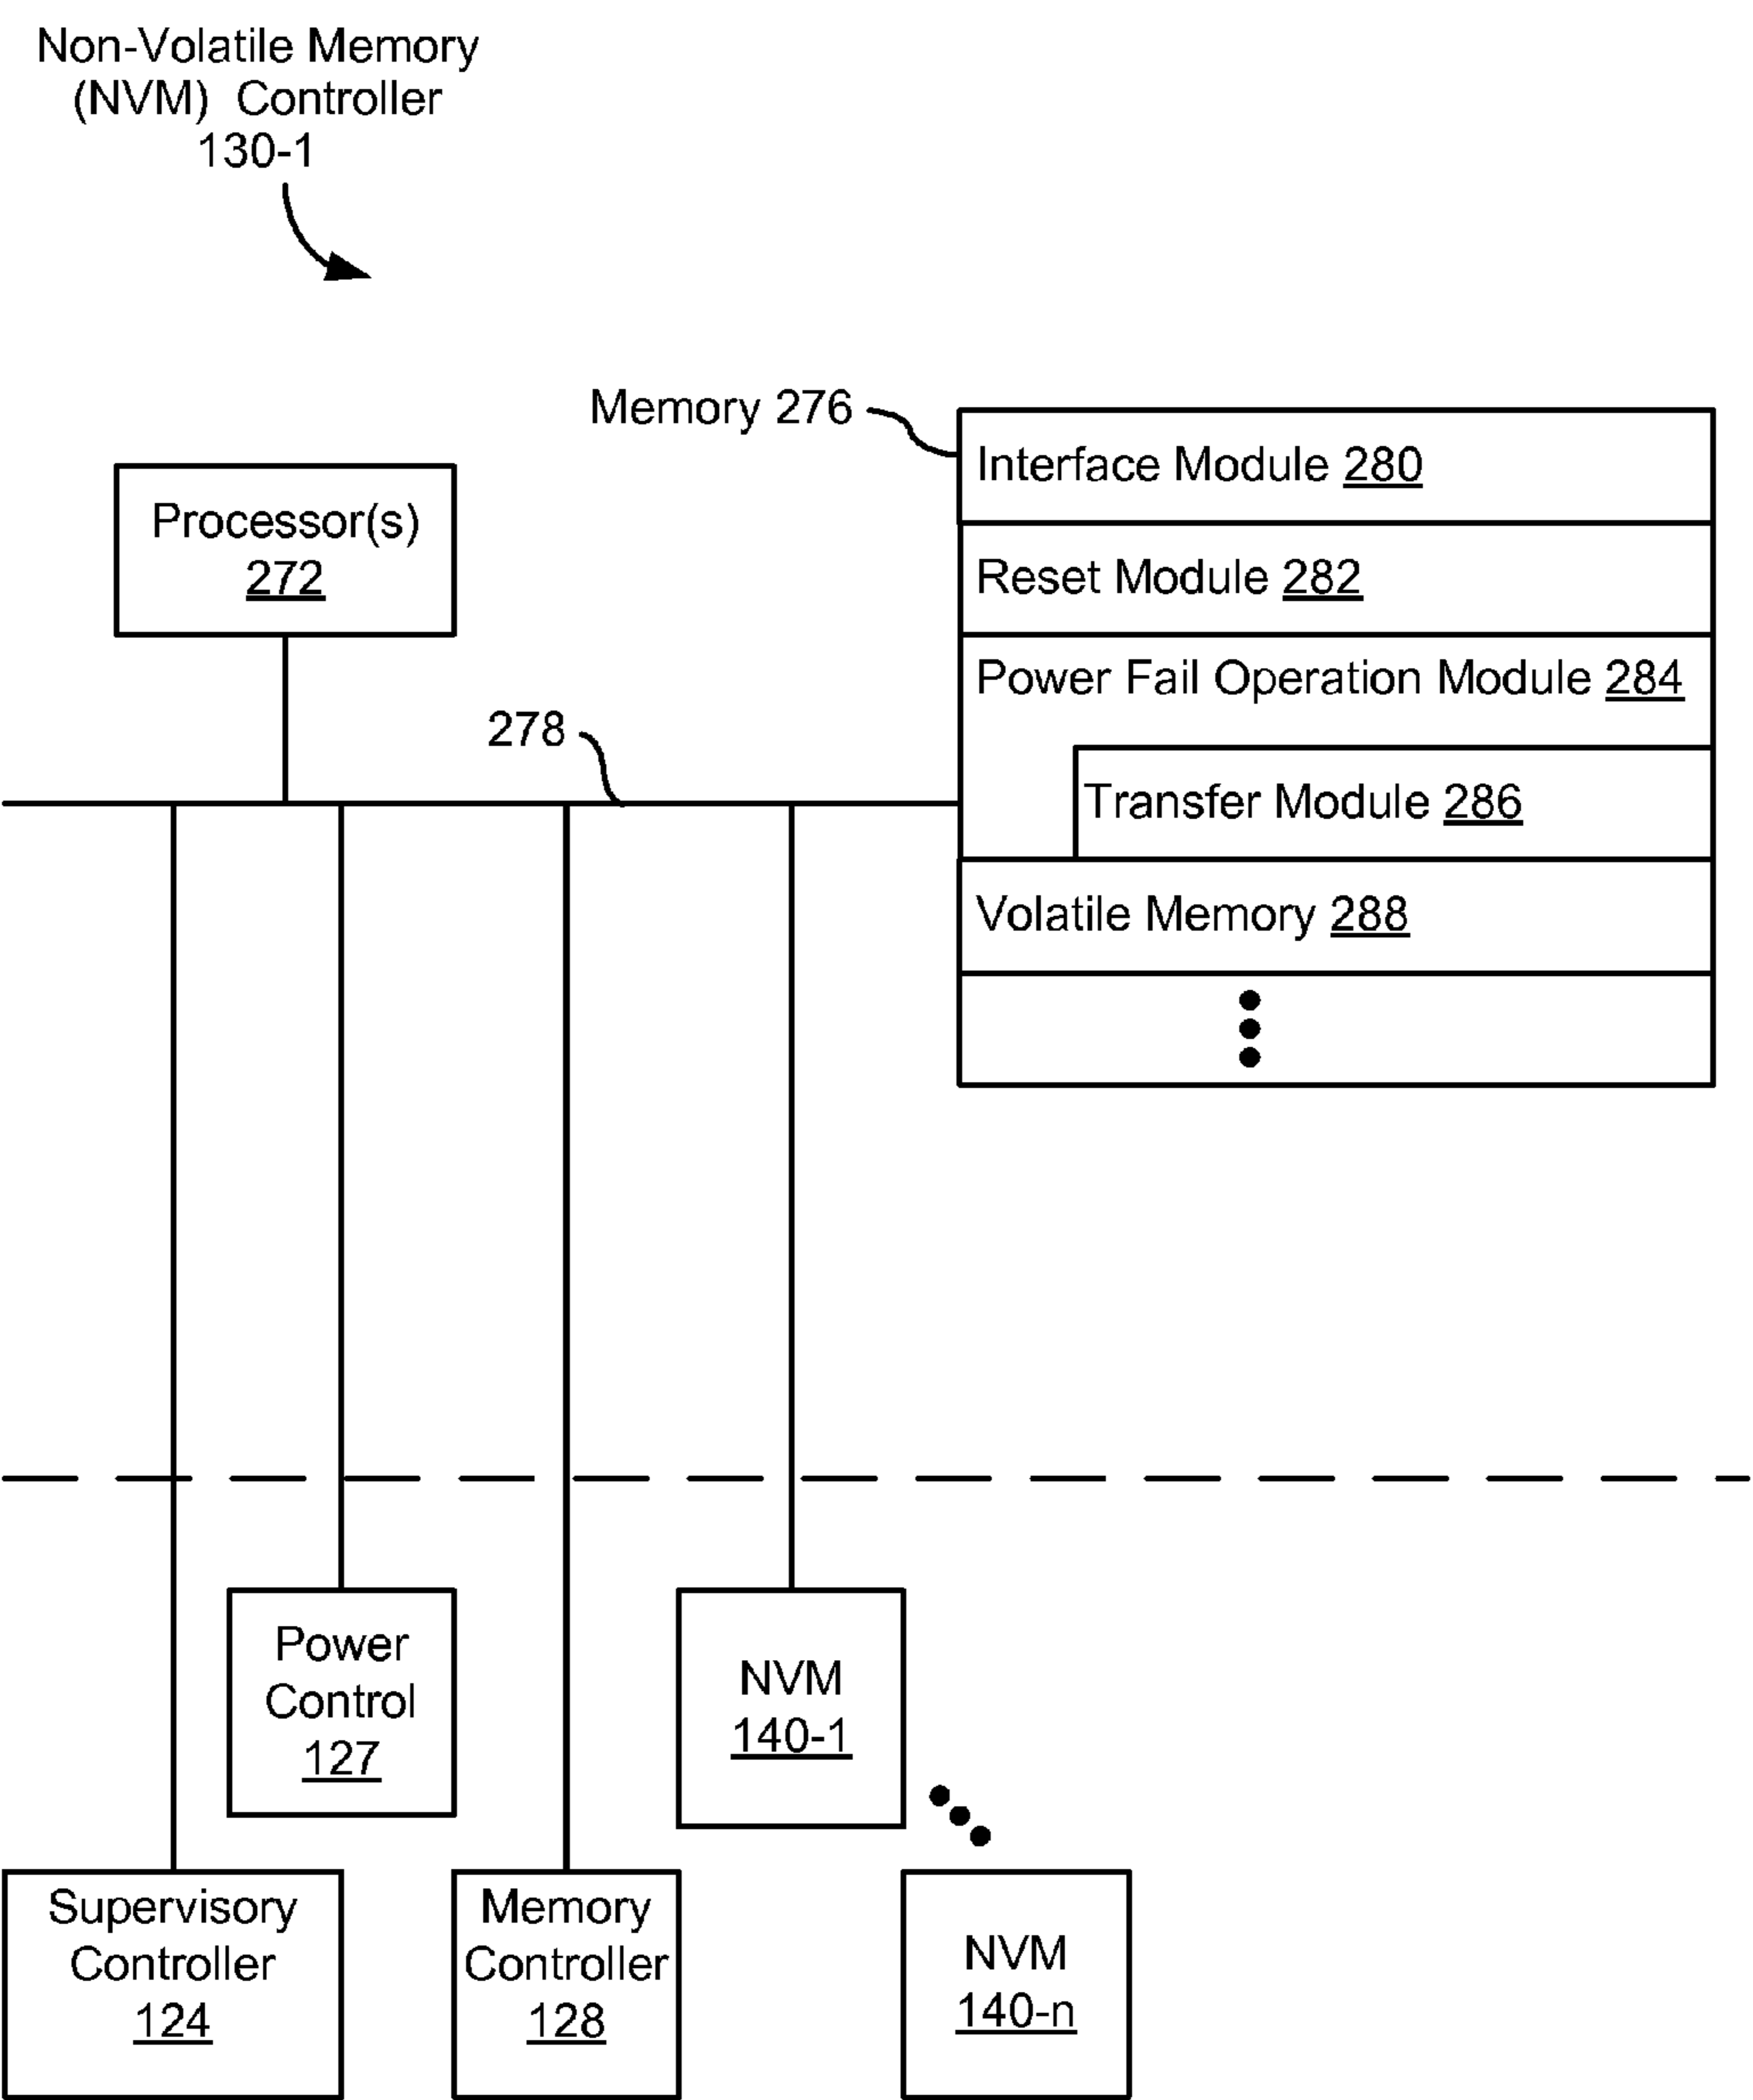 Non-Volatile Memory
(NVM) Controller
130-1
Memory 276
Interface Module 280
Processor(s)
272
Reset Module 282
Power Fail Operation Module 284
278
Transfer Module 286
Volatile Memory 288
Power
Control
127
NVM
140-1
Supervisory
Controller
124
Memory
Controller
128
NVM
140-n